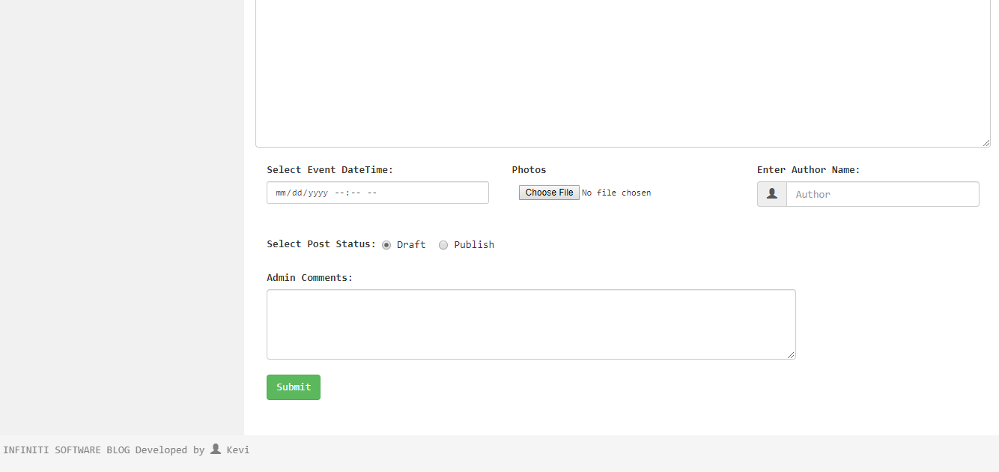 Select Event DateTime: Photos Enter Author Name:
mm/dd/yyyy --:-- -- Choose File No file chosen Author
Select Post Status: Draft Publish
Admin Comments:
Submit
INFINITI SOFTWARE BLOG Developed by Kevi